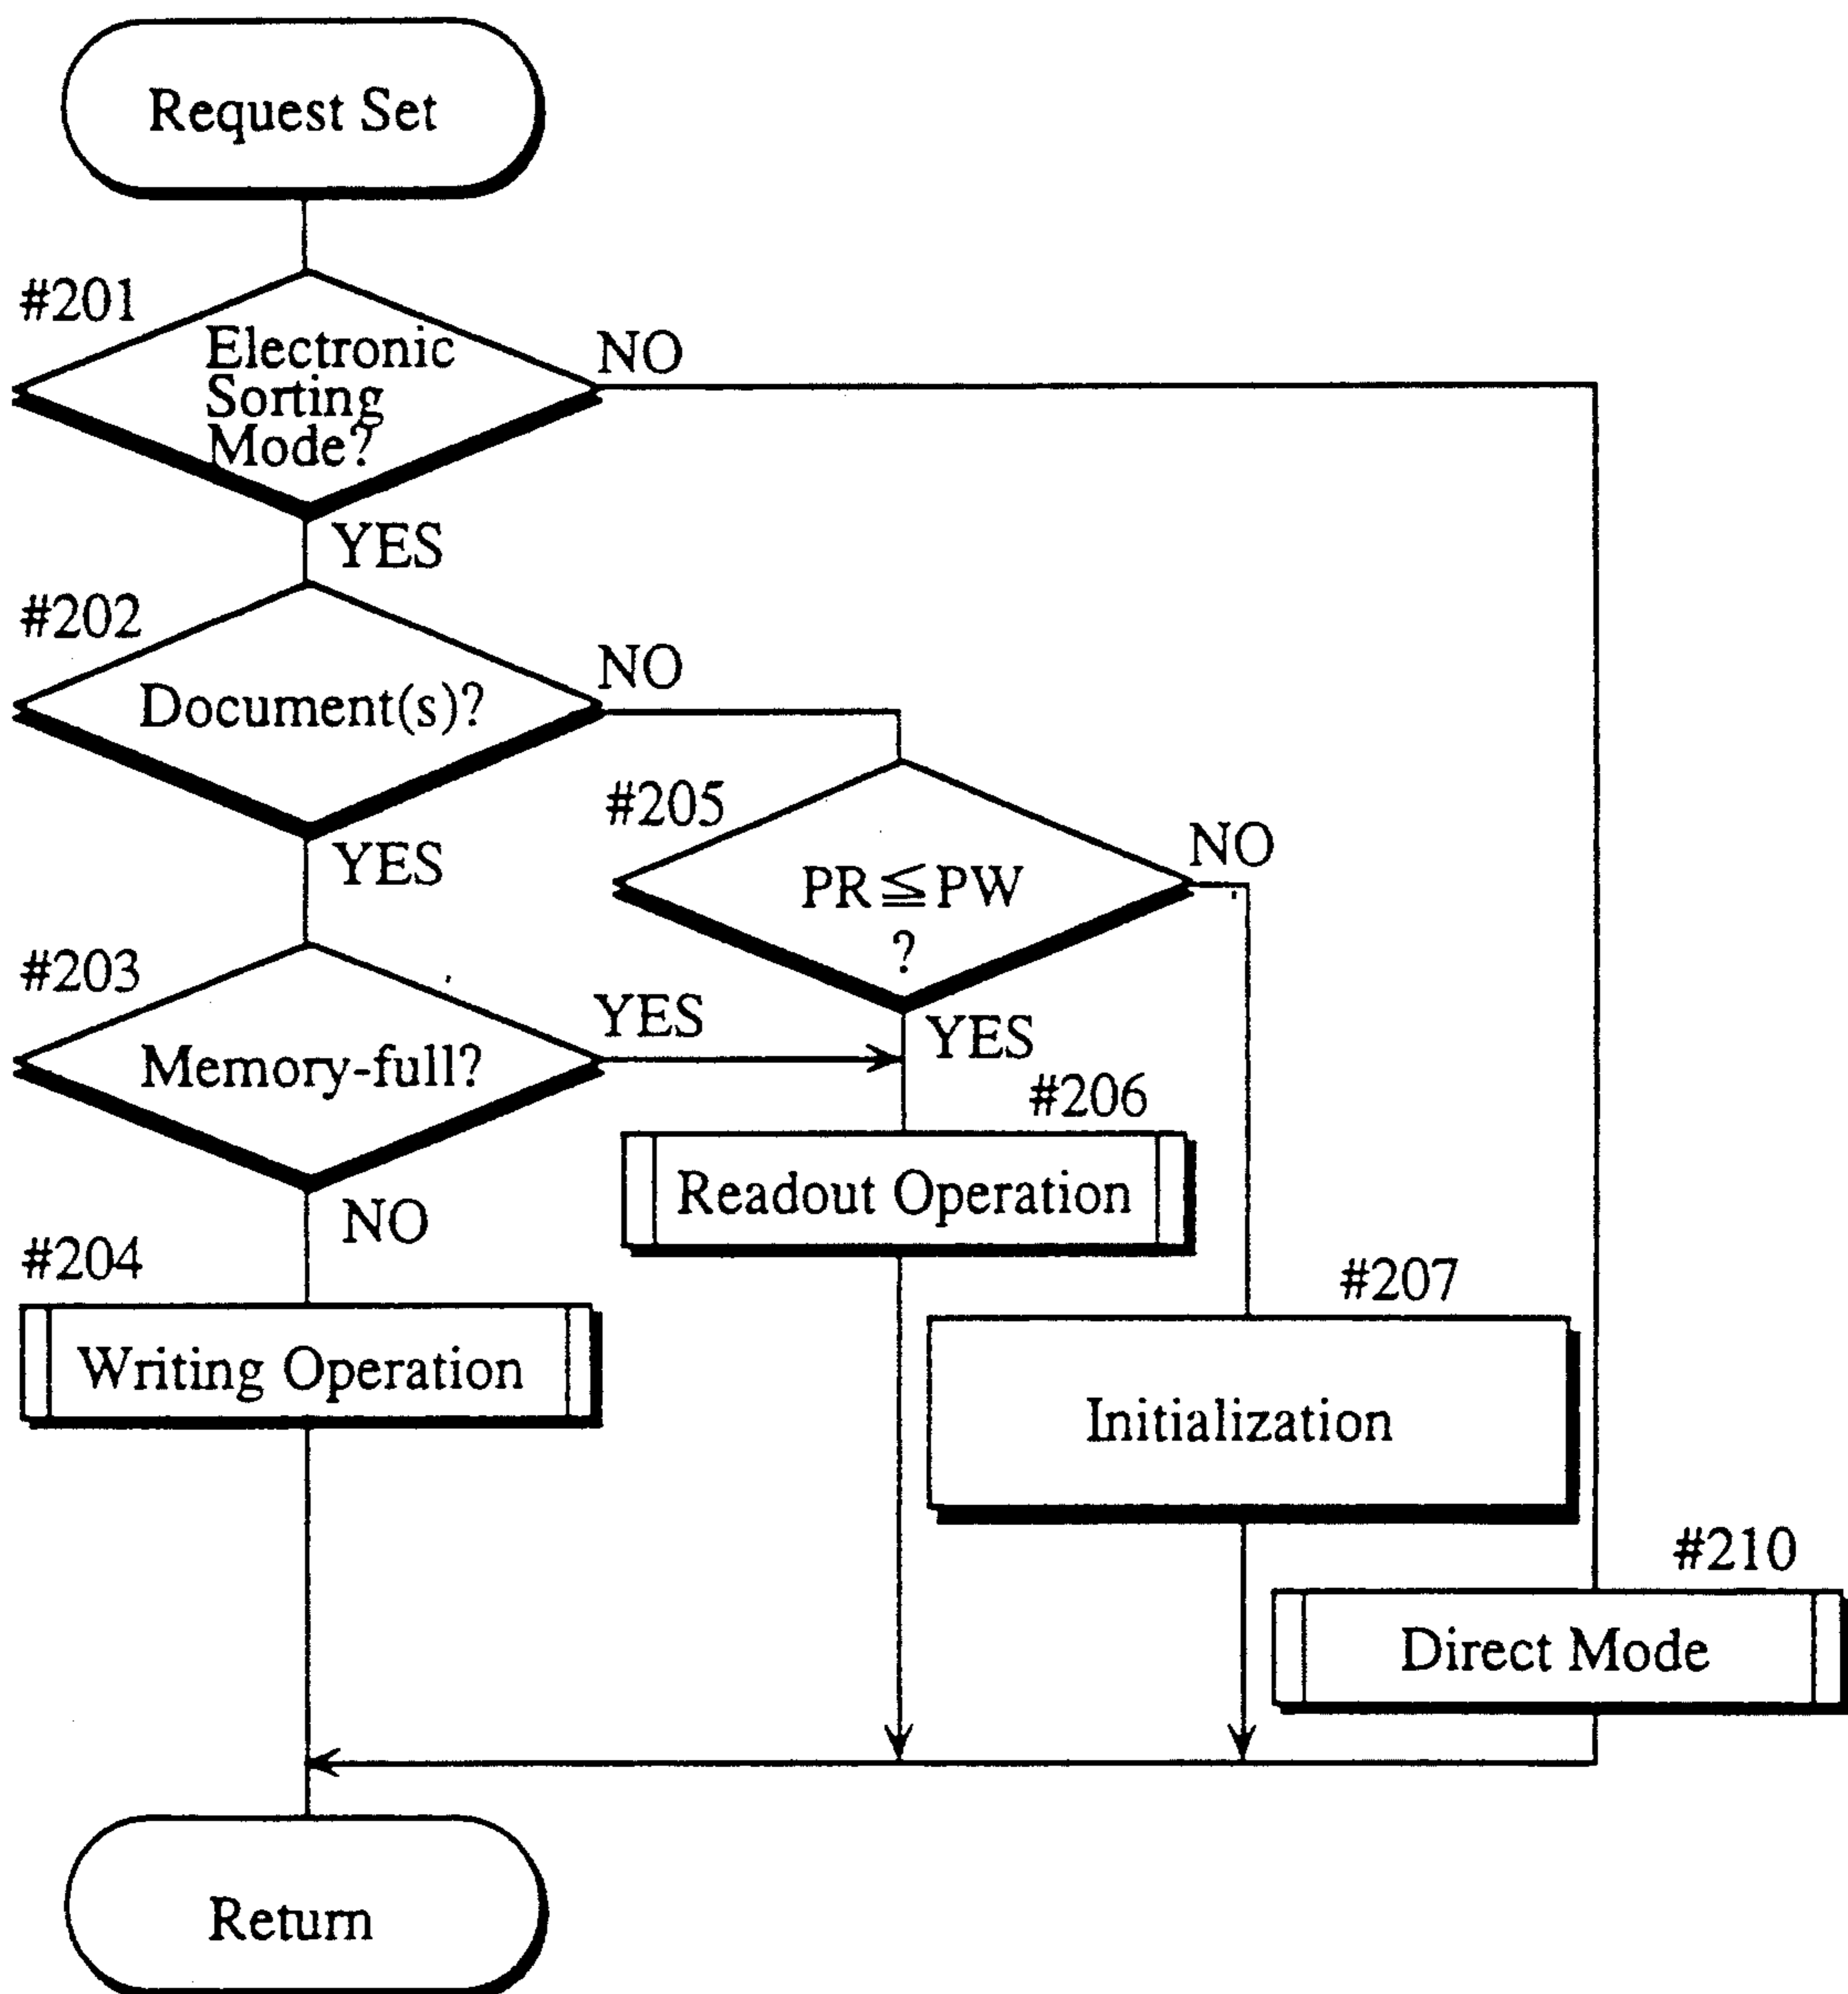 Request Set
#201
Electronic
Sorting
Mode?
NO
YES
#202
Document(s)?
NO
YES
#205
PR≦PW
?
NO
YES
#203
Memory-full?
YES
NO
#206
Readout Operation
#204
Writing Operation
#207
Initialization
#210
Direct Mode
Return